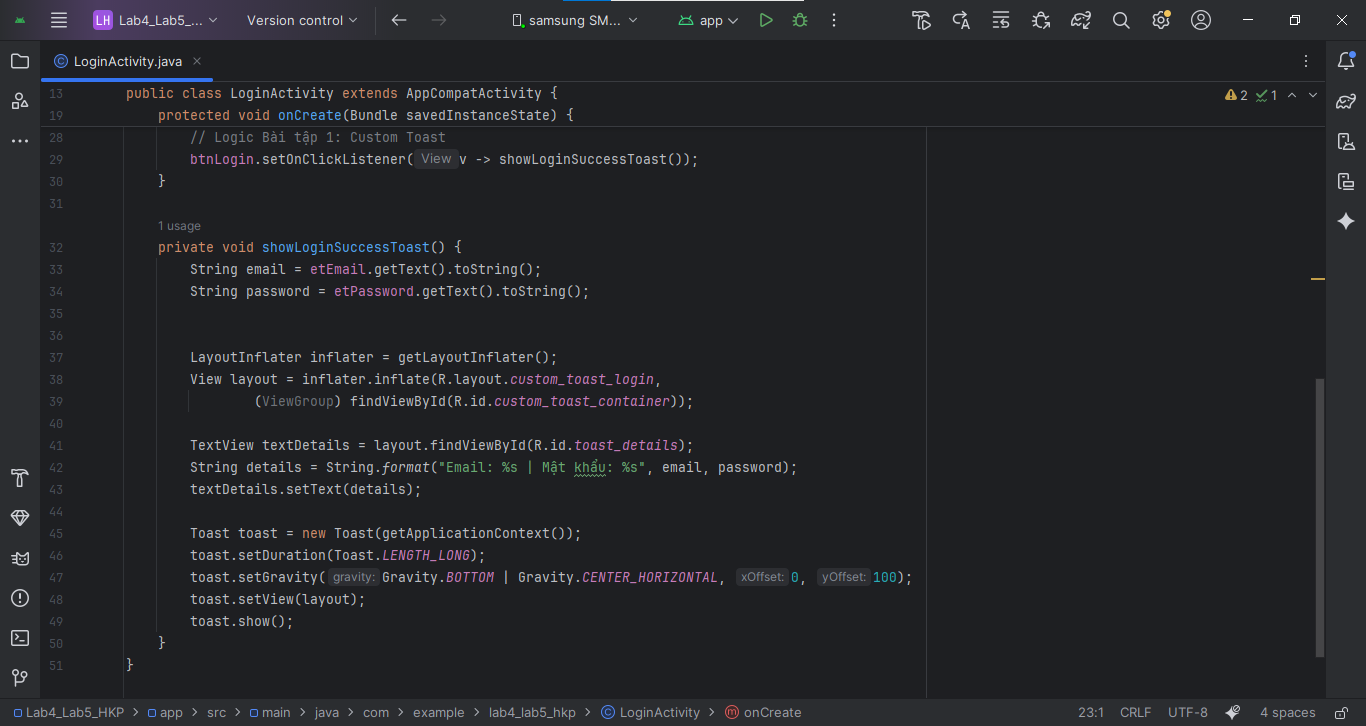 LH Lab4_Lab5_... Version control samsung SM... app
LoginActivity.java
13 public class LoginActivity extends AppCompatActivity { 2 1
19 protected void onCreate(Bundle savedInstanceState) {
28 // Logic Bài tập 1: Custom Toast
29 btnLogin.setOnClickListener( View v -> showLoginSuccessToast());
30 }
31
1 usage
32 private void showLoginSuccessToast() {
33 String email = etEmail.getText().toString();
34 String password = etPassword.getText().toString();
35
36
37 LayoutInflater inflater = getLayoutInflater();
38 View layout = inflater.inflate(R.layout.custom_toast_login,
39 (ViewGroup) findViewById(R.id.custom_toast_container));
40
41 TextView textDetails = layout.findViewById(R.id.toast_details);
42 String details = String.format("Email: %s | Mật khẩu: %s", email, password);
43 textDetails.setText(details);
44
45 Toast toast = new Toast(getApplicationContext());
46 toast.setDuration(Toast.LENGTH_LONG);
47 toast.setGravity( gravity: Gravity.BOTTOM | Gravity.CENTER_HORIZONTAL, xOffset: 0, yOffset: 100);
48 toast.setView(layout);
49 toast.show();
50 }
51 }
Lab4_Lab5_HKP > app > src > main > java > com > example > lab4_lab5_hkp > LoginActivity > onCreate 23:1 CRLF UTF-8 4 spaces